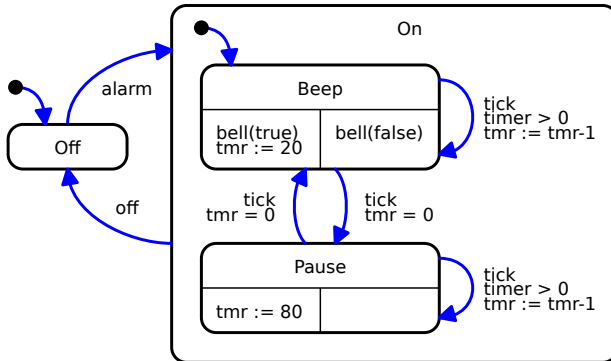 On
alarm
Off
off
Beep
bell(true)
tmr := 20
bell(false)
tick
timer > 0
tmr := tmr-1
tick
tmr = 0
tick
tmr = 0
Pause
tmr := 80
tick
timer > 0
tmr := tmr-1